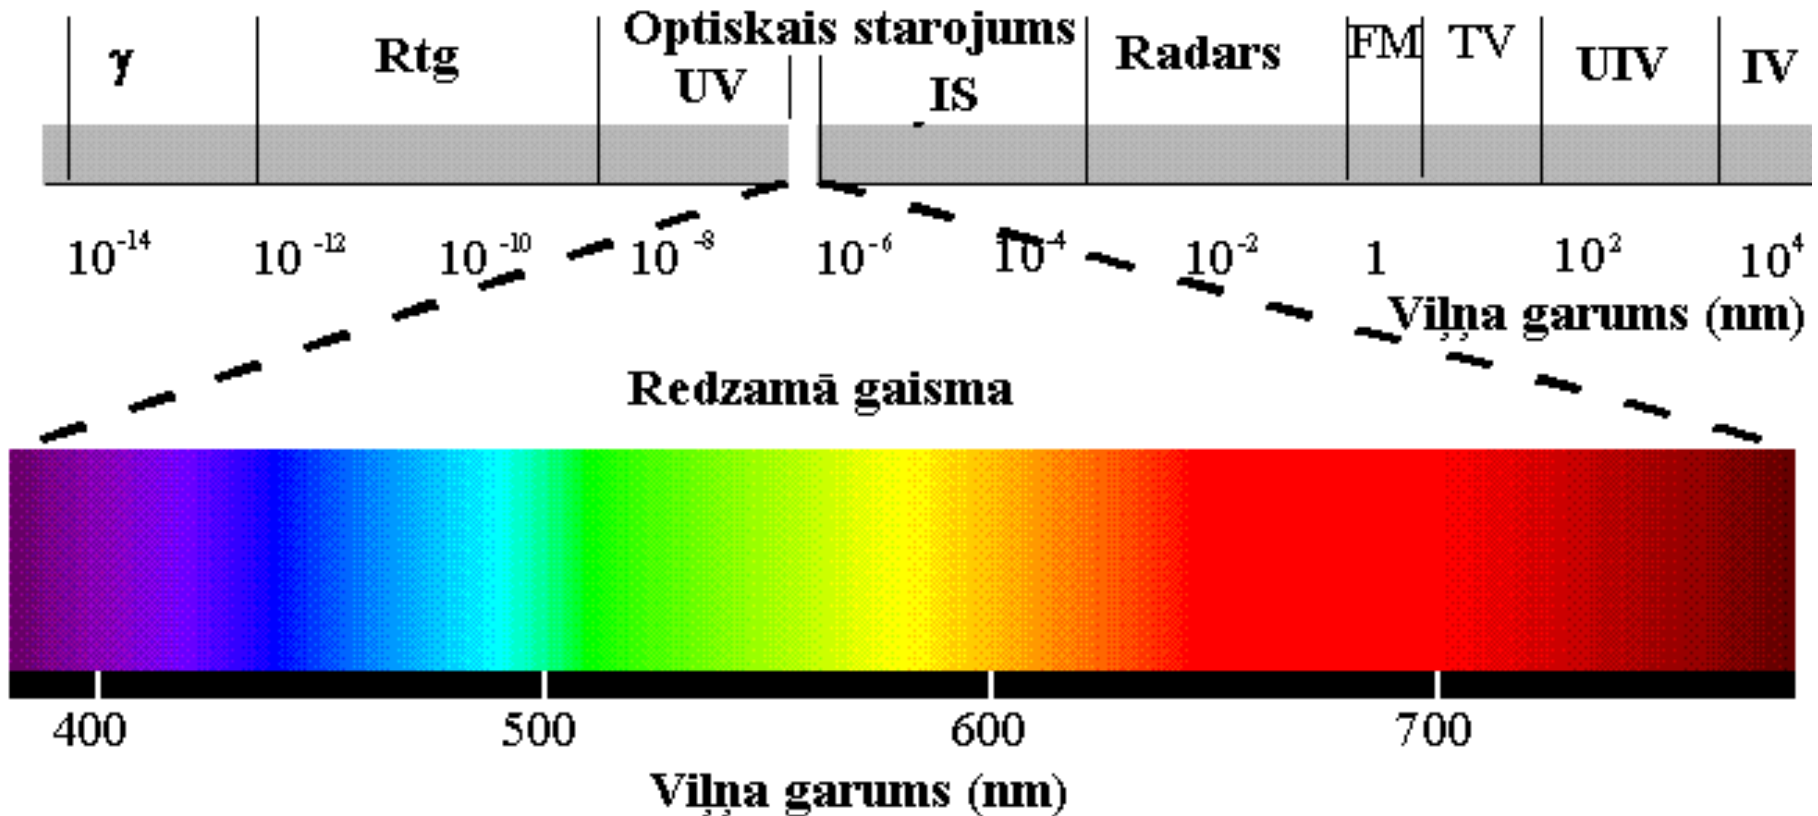 γ Rtg Optiskais starojums Radars FM TV UIV IV
UV IS
10⁻¹⁴ 10⁻¹² 10⁻¹⁰ 10⁻⁸ 10⁻⁶ 10⁻⁴ 10⁻² 1 10² 10⁴
Viļņa garums (nm)
Redzamā gaisma
400 500 600 700
Viļņa garums (nm)